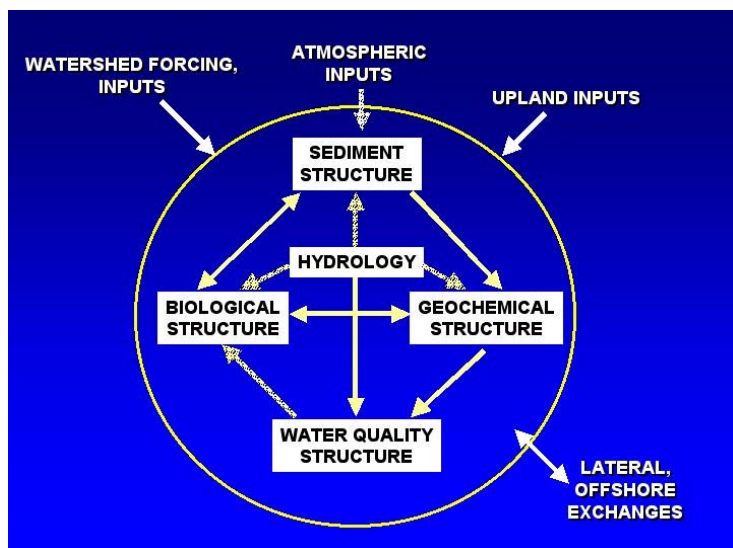 WATERSHED FORCING,
INPUTS
ATMOSPHERIC
INPUTS
UPLAND INPUTS
SEDIMENT
STRUCTURE
HYDROLOGY
BIOLOGICAL
STRUCTURE
GEOCHEMICAL
STRUCTURE
WATER QUALITY
STRUCTURE
LATERAL,
OFFSHORE
EXCHANGES